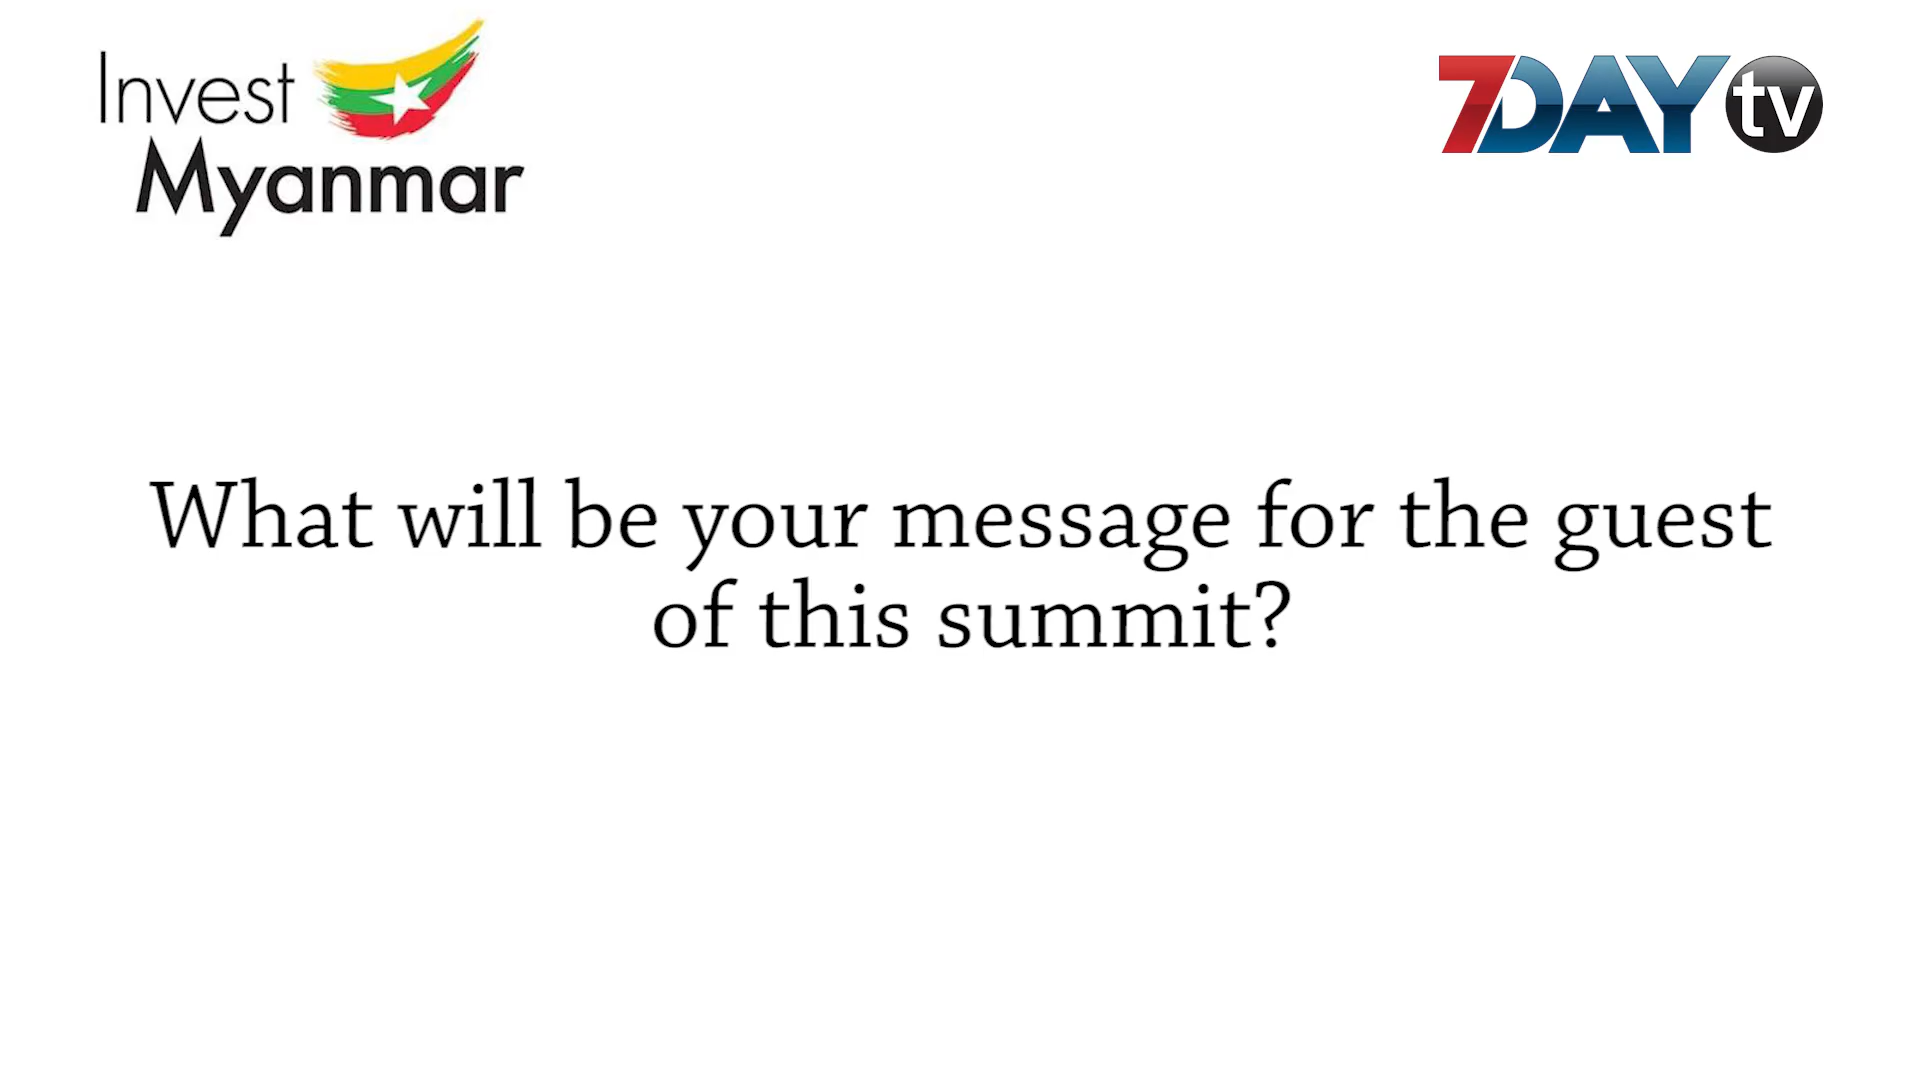 Invest
Myanmar
7DAY tv
What will be your message for the guest
of this summit?